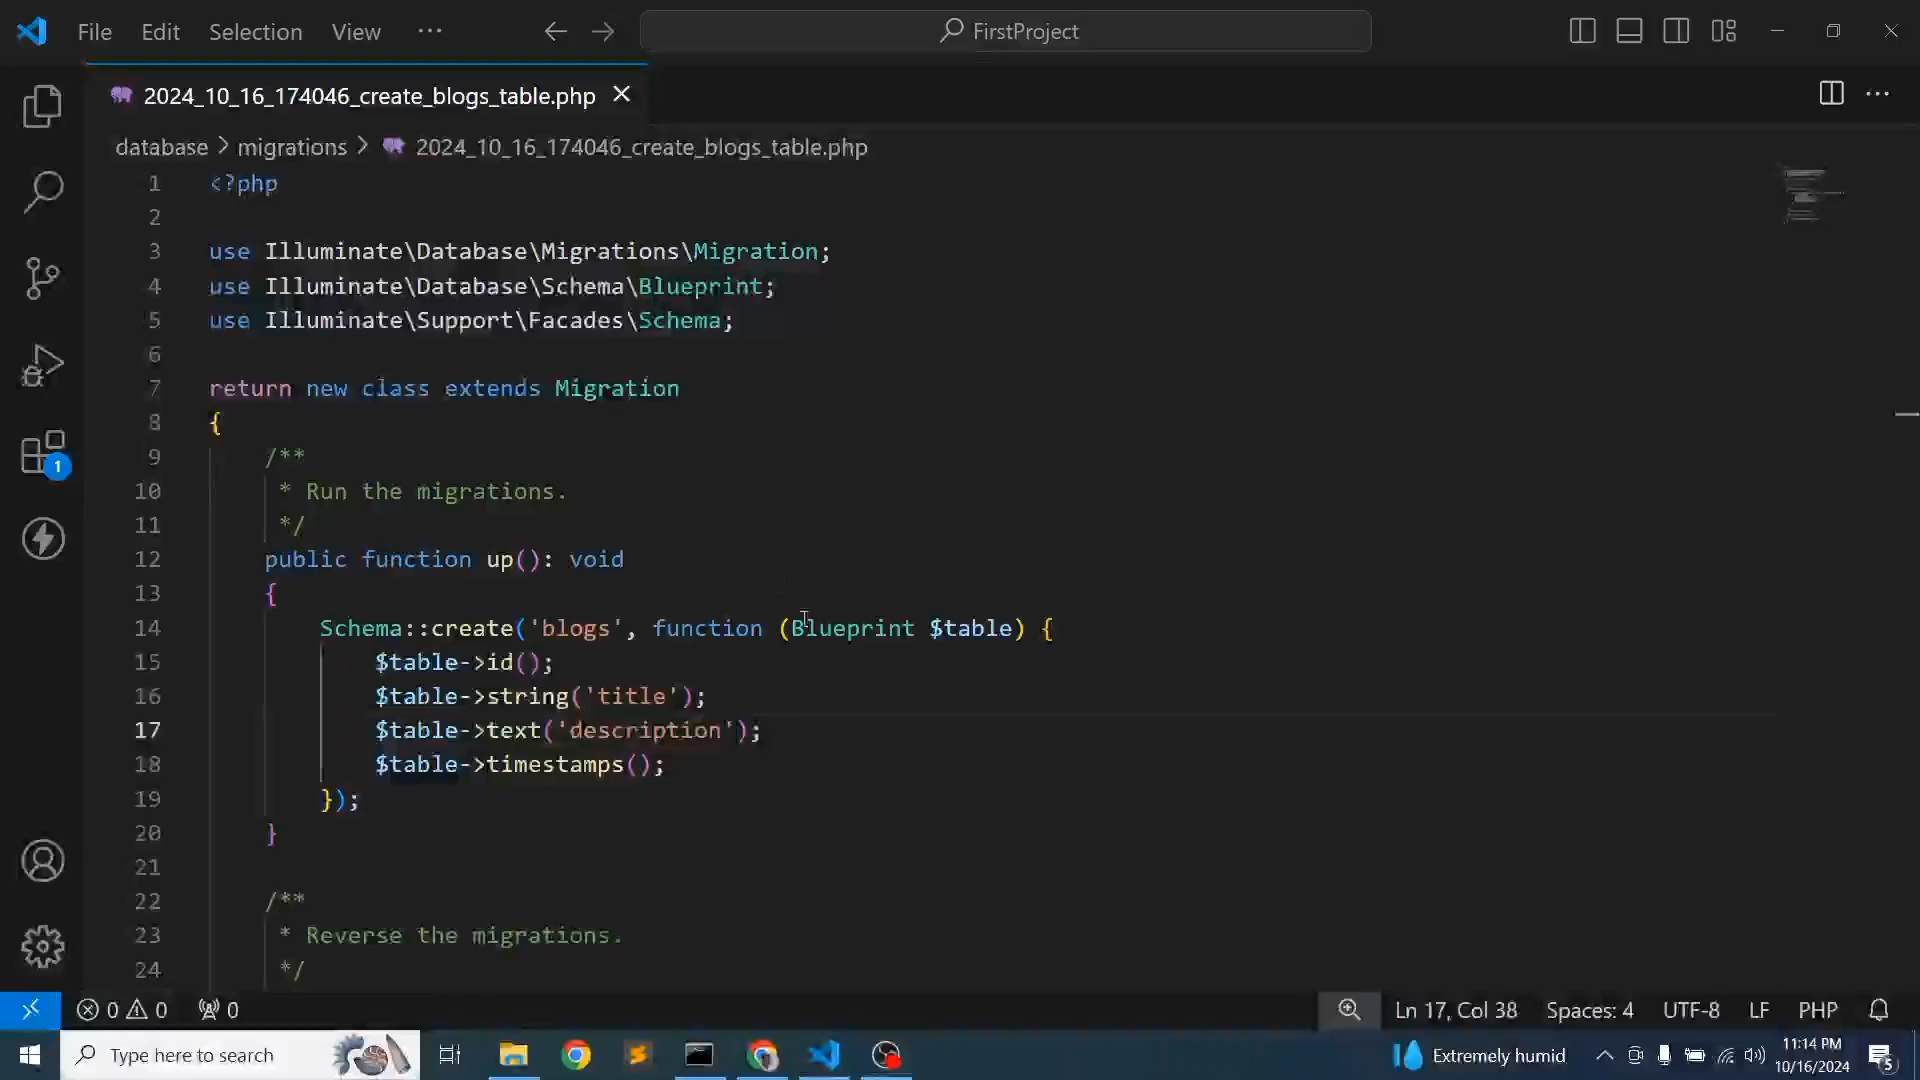 File Edit Selection View ··· FirstProject
2024_10_16_174046_create_blogs_table.php
database > migrations > 2024_10_16_174046_create_blogs_table.php
1 <?php
2
3 use Illuminate\Database\Migrations\Migration;
4 use Illuminate\Database\Schema\Blueprint;
5 use Illuminate\Support\Facades\Schema;
6
7 return new class extends Migration
8 {
9 /**
10 * Run the migrations.
11 */
12 public function up(): void
13 {
14 Schema::create('blogs', function (Blueprint $table) {
15 $table->id();
16 $table->string('title');
17 $table->text('description');
18 $table->timestamps();
19 });
20 }
21
22 /**
23 * Reverse the migrations.
24 */
1
0 0 0 Ln 17, Col 38 Spaces: 4 UTF-8 LF PHP
Type here to search Extremely humid 11:14 PM
10/16/2024 5